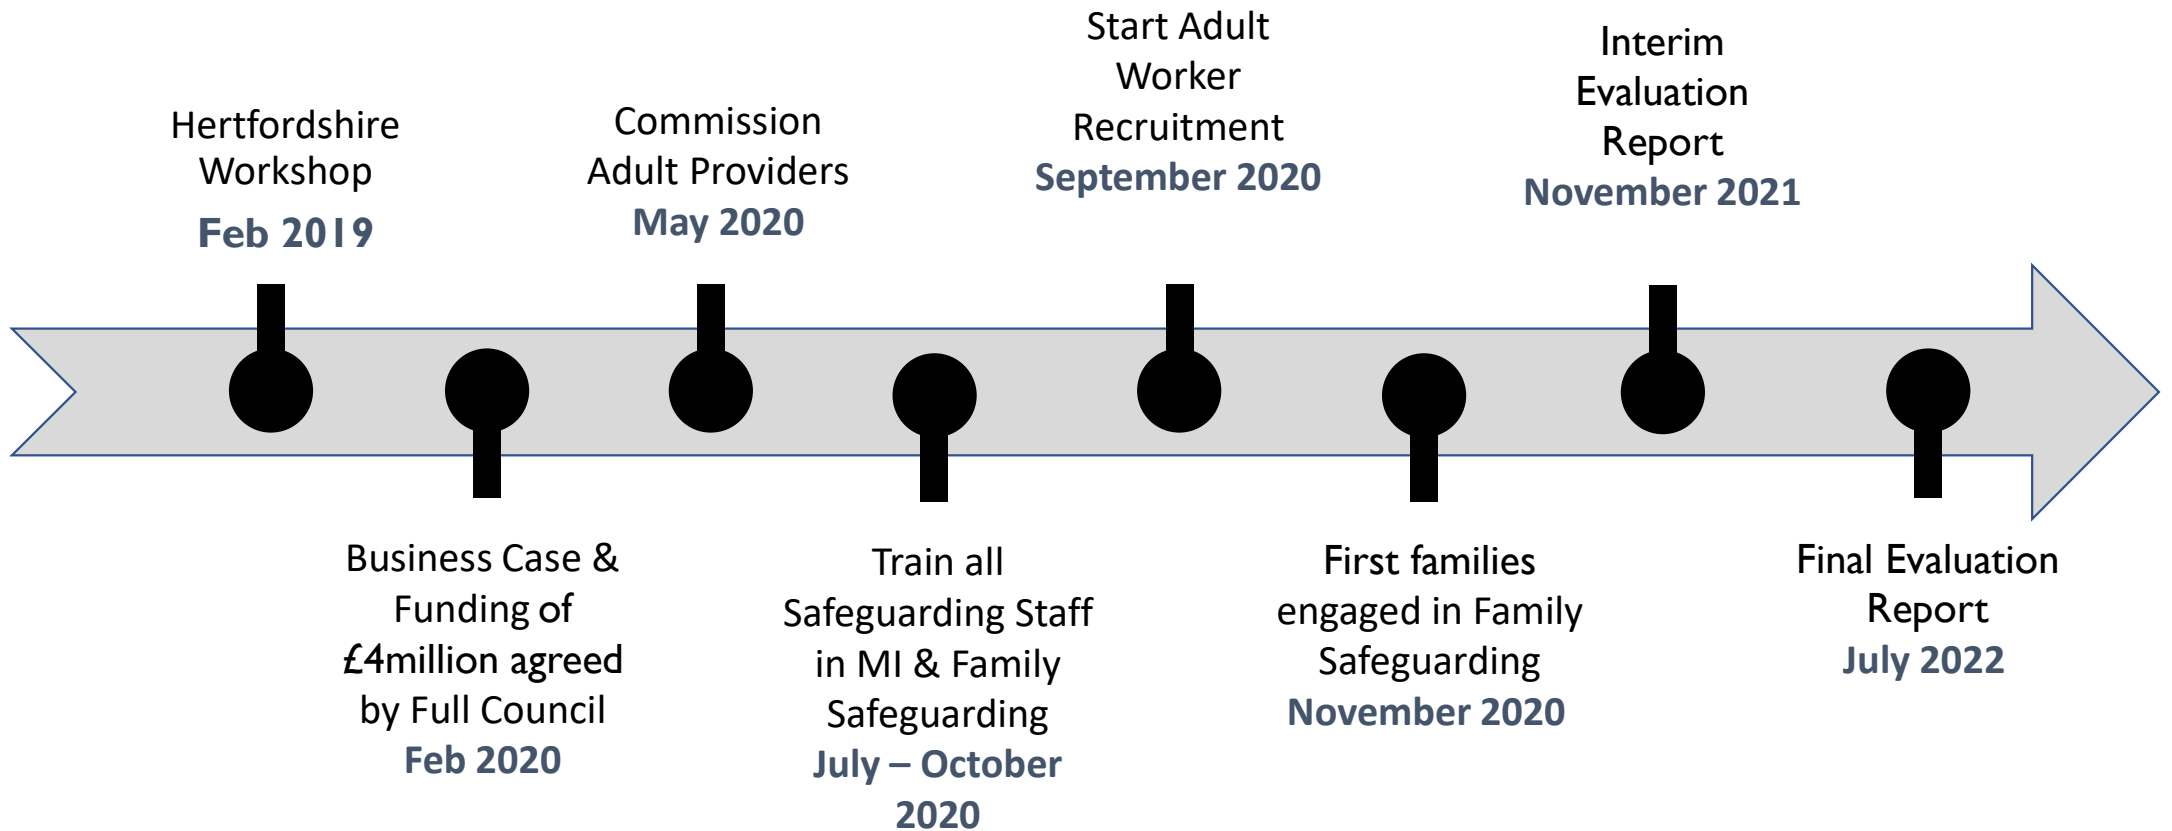 Hertfordshire
Workshop
Feb 2019
Business Case &
Funding of
£4million agreed
by Full Council
Feb 2020
Commission
Adult Providers
May 2020
Train all
Safeguarding Staff
in MI & Family
Safeguarding
July – October
2020
Start Adult
Worker
Recruitment
September 2020
First families
engaged in Family
Safeguarding
November 2020
Interim
Evaluation
Report
November 2021
Final Evaluation
Report
July 2022